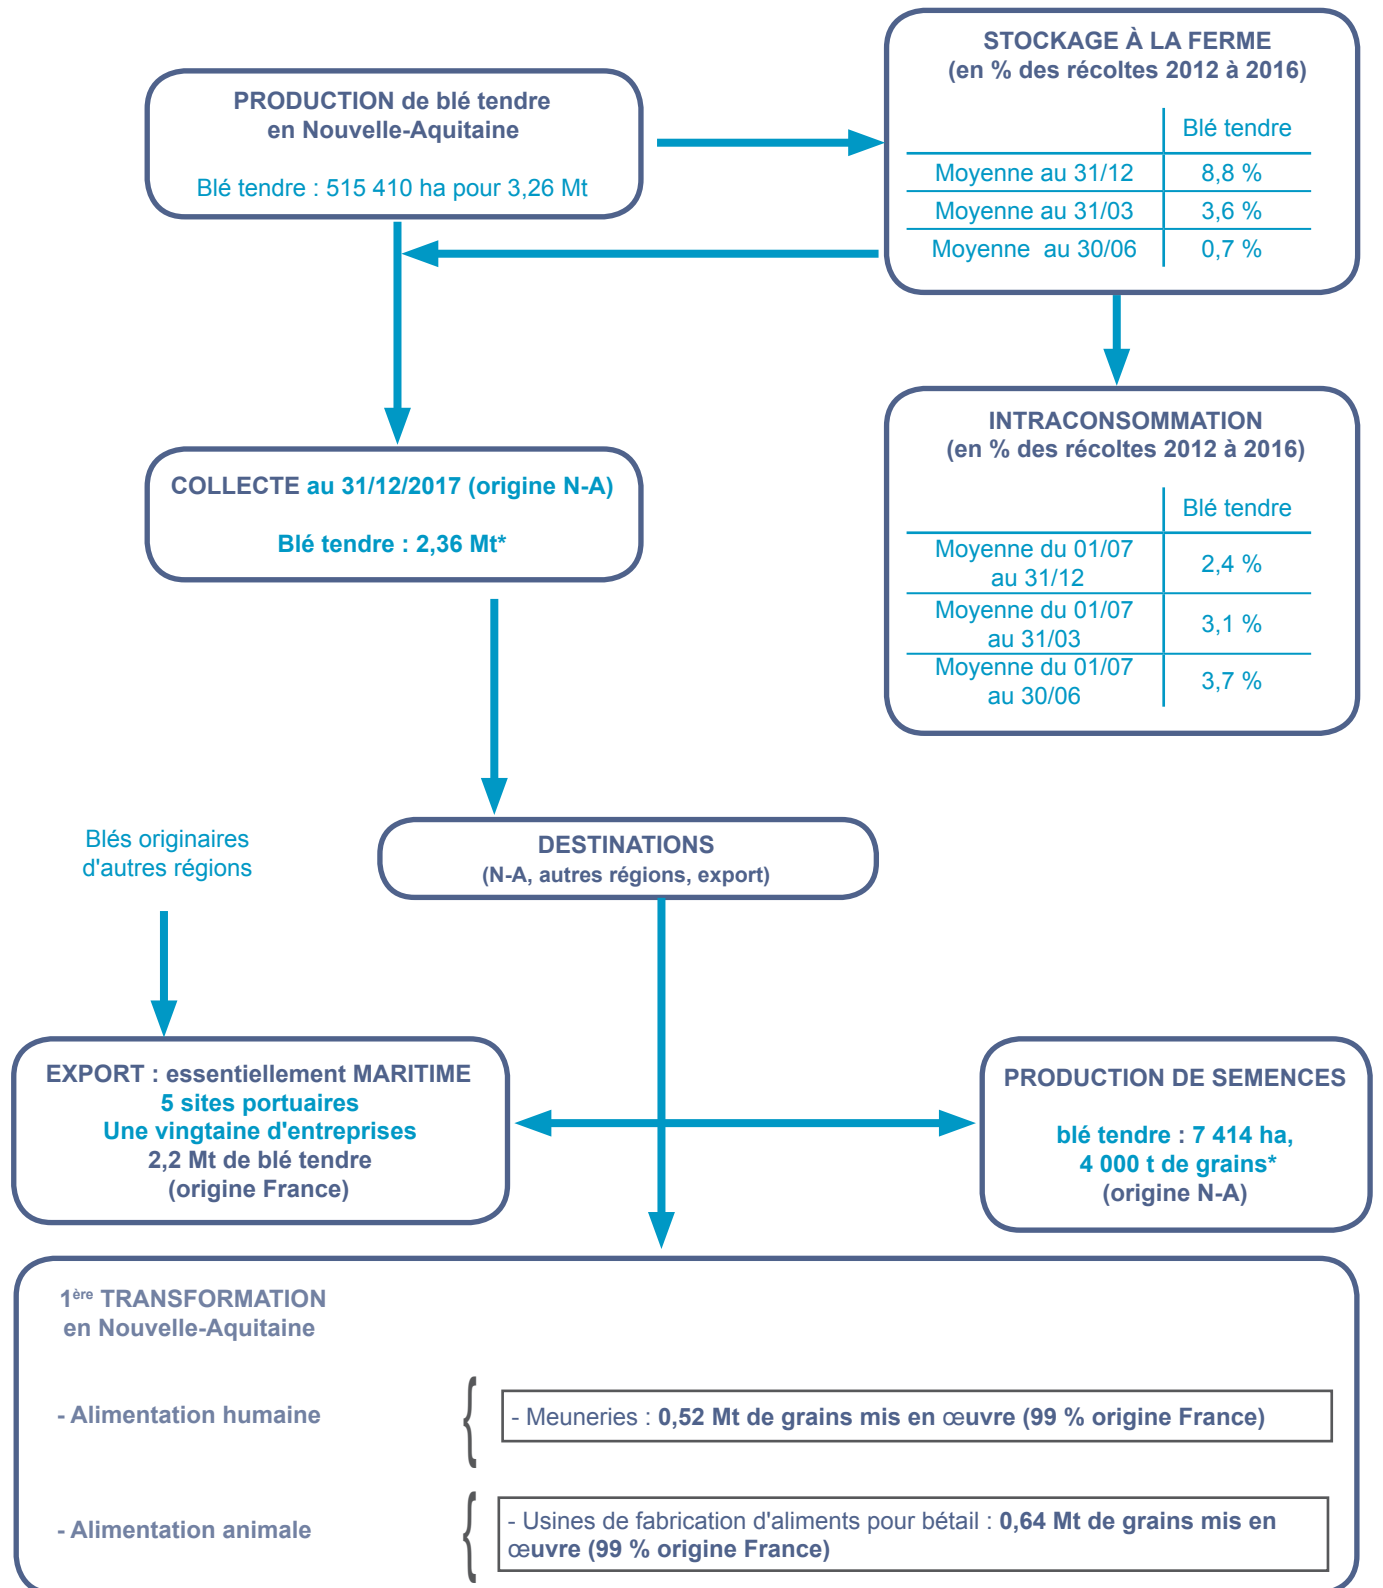 STOCKAGE À LA FERME
(en % des récoltes 2012 à 2016)
Blé tendre
Moyenne au 31/12 8,8 %
Moyenne au 31/03 3,6 %
Moyenne au 30/06 0,7 %
PRODUCTION de blé tendre
en Nouvelle-Aquitaine
Blé tendre : 515 410 ha pour 3,26 Mt
INTRACONSOMMATION
(en % des récoltes 2012 à 2016)
Blé tendre
Moyenne du 01/07
au 31/12
2,4 %
Moyenne du 01/07
au 31/03
3,1 %
Moyenne du 01/07
au 30/06
3,7 %
COLLECTE au 31/12/2017 (origine N-A)
Blé tendre : 2,36 Mt*
Blés originaires
d'autres régions
DESTINATIONS
(N-A, autres régions, export)
EXPORT : essentiellement MARITIME
5 sites portuaires
Une vingtaine d'entreprises
2,2 Mt de blé tendre
(origine France)
PRODUCTION DE SEMENCES
blé tendre : 7 414 ha,
4 000 t de grains*
(origine N-A)
1ère TRANSFORMATION
en Nouvelle-Aquitaine
- Alimentation humaine
- Meuneries : 0,52 Mt de grains mis en œuvre (99 % origine France)
- Alimentation animale
- Usines de fabrication d'aliments pour bétail : 0,64 Mt de grains mis en
œuvre (99 % origine France)